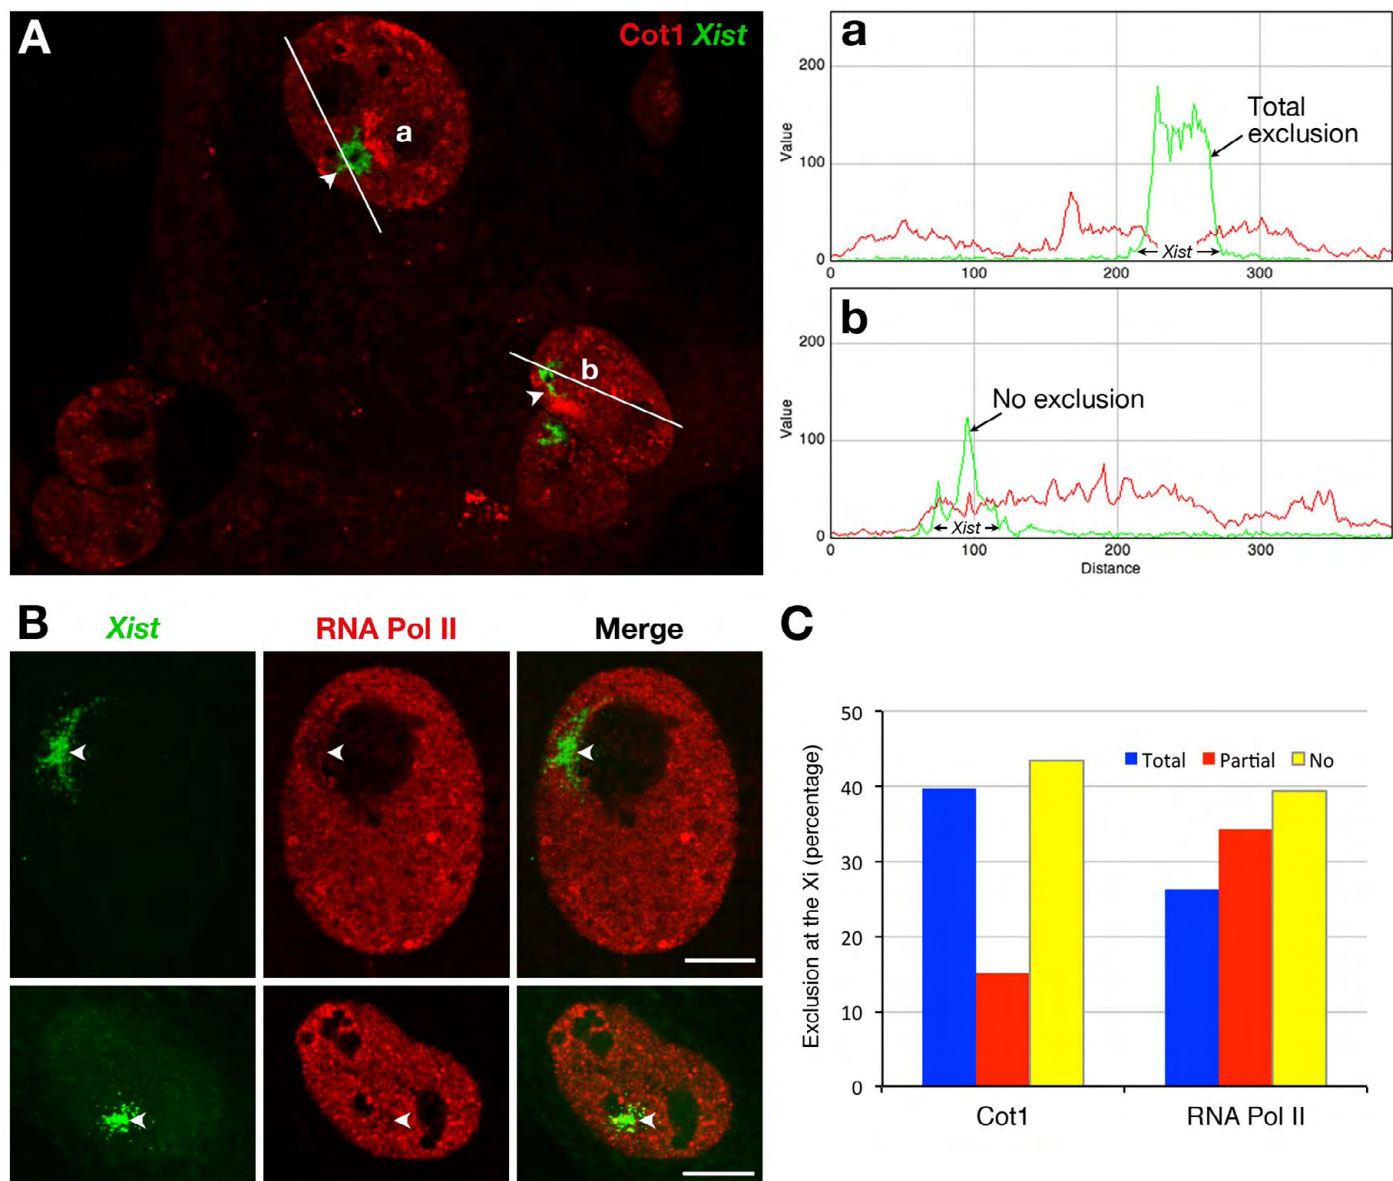 A
Cot1 Xist
a
b
a
Value
200
100
0
Total
exclusion
Xist
0 100 200 300
b
Value
200
100
0
No exclusion
Xist
0 100 200 300
Distance
B
Xist RNA Pol II Merge
C
Exclusion at the Xi (percentage)
50
40
30
20
10
0
Total Partial No
Cot1 RNA Pol II